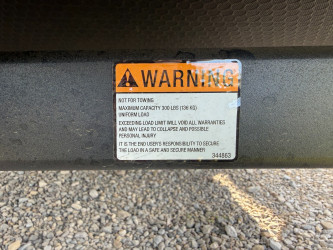 WARNING
NOT FOR TOWING
MAXIMUM CAPACITY 300 LBS (136 KG)
UNIFORM LOAD
EXCEEDING LOAD LIMIT WILL VOID ALL WARRANTIES
AND MAY LEAD TO COLLAPSE AND POSSIBLE
PERSONAL INJURY
IT IS THE END USER'S RESPONSIBILITY TO SECURE
THE LOAD IN A SAFE AND SECURE MANNER
344863